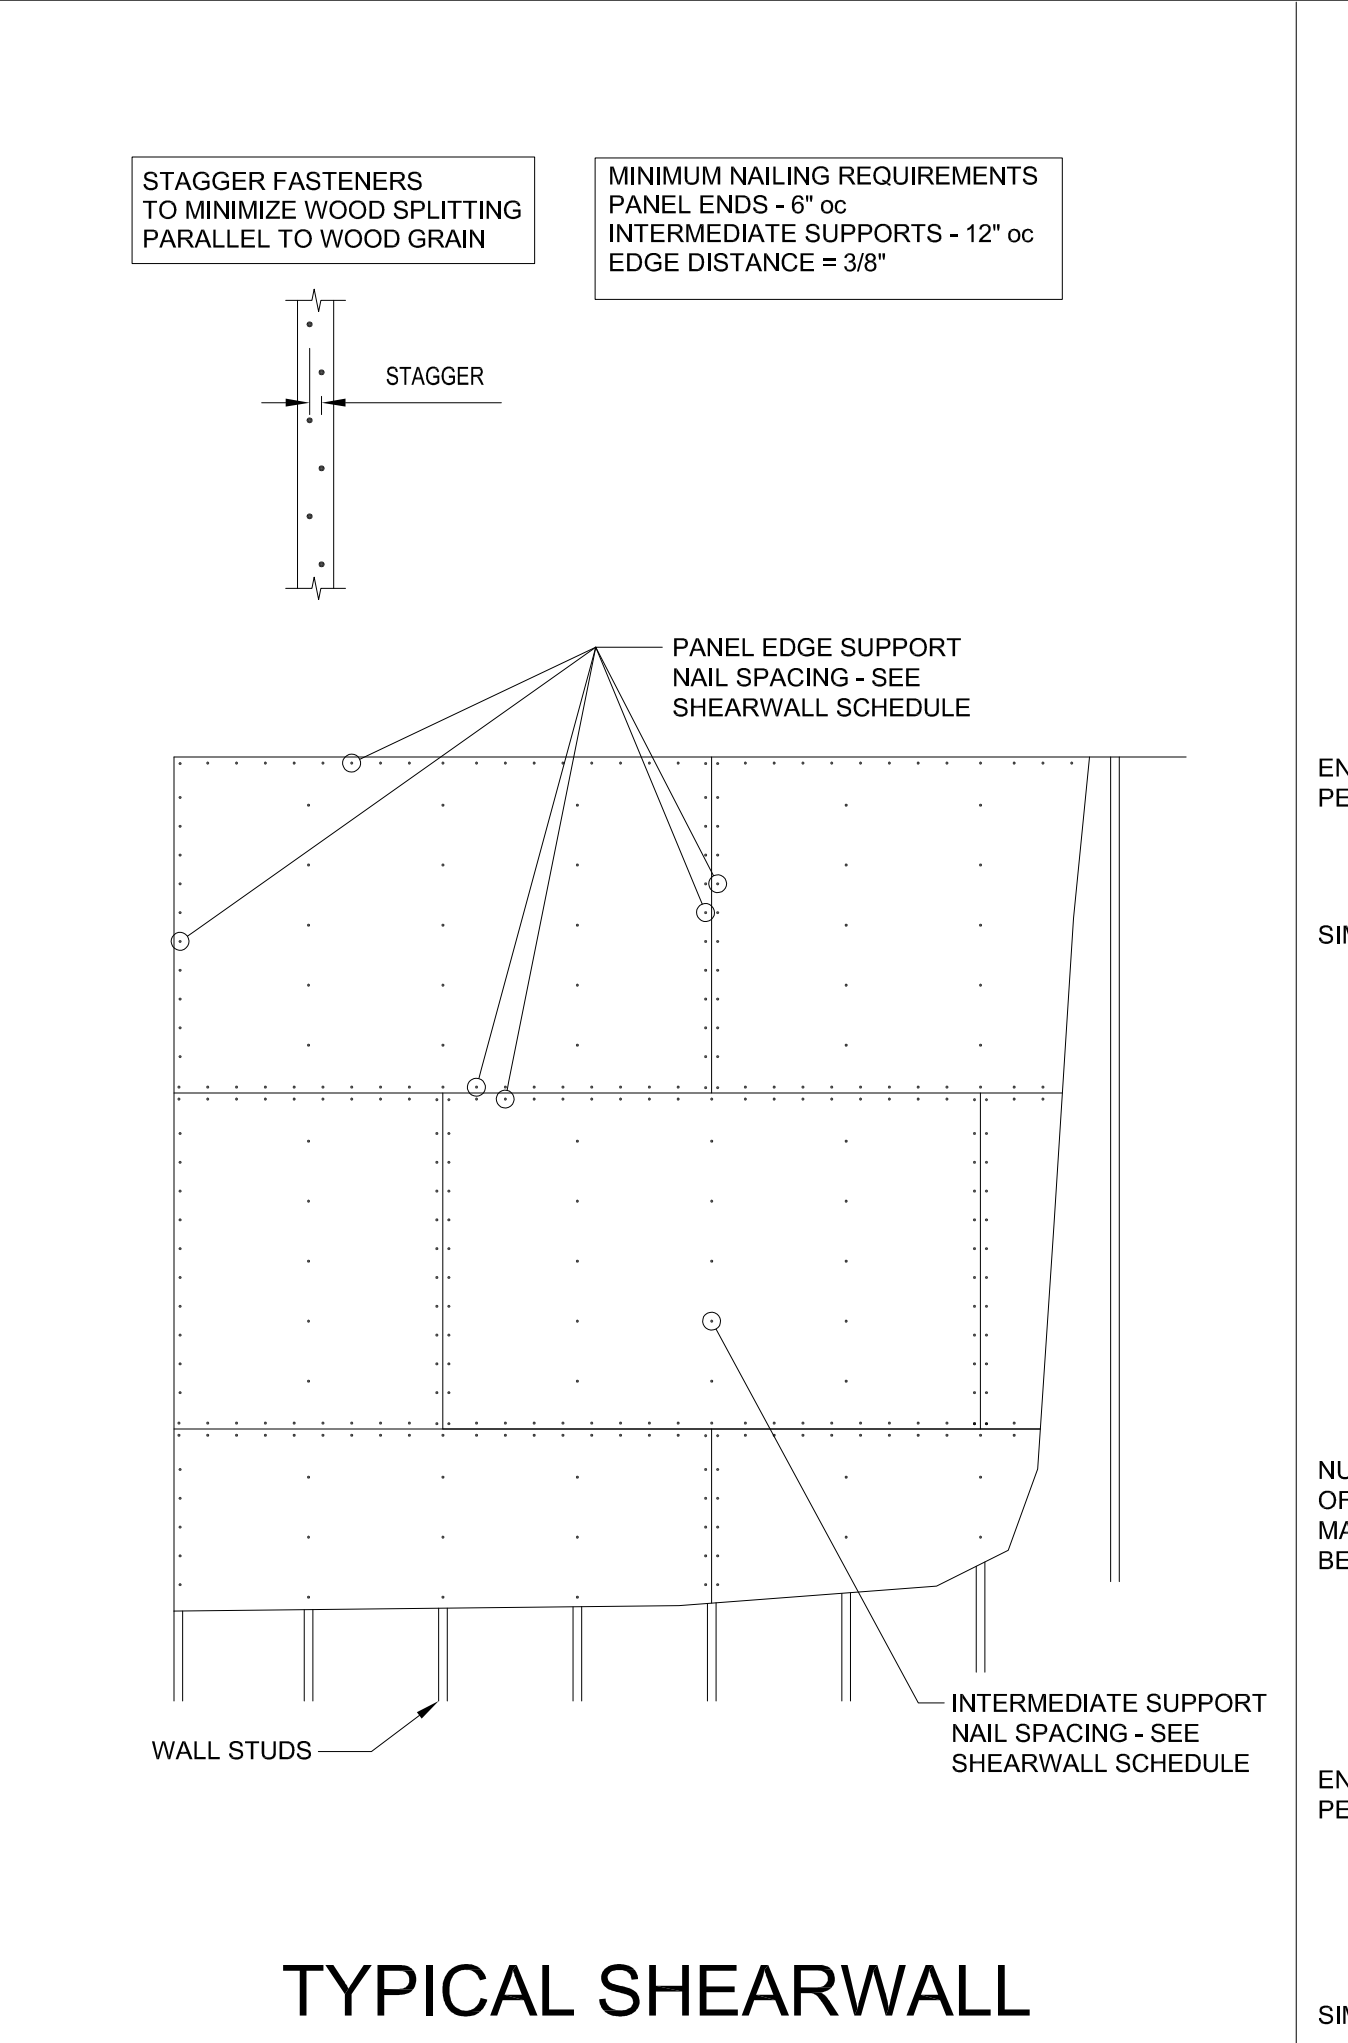 STAGGER FASTENERS
TO MINIMIZE WOOD SPLITTING
PARALLEL TO WOOD GRAIN
MINIMUM NAILING REQUIREMENTS
PANEL ENDS - 6" oc
INTERMEDIATE SUPPORTS - 12" oc
EDGE DISTANCE = 3/8"
STAGGER
PANEL EDGE SUPPORT
NAIL SPACING - SEE
SHEARWALL SCHEDULE
INTERMEDIATE SUPPORT
NAIL SPACING - SEE
SHEARWALL SCHEDULE
WALL STUDS
TYPICAL SHEARWALL